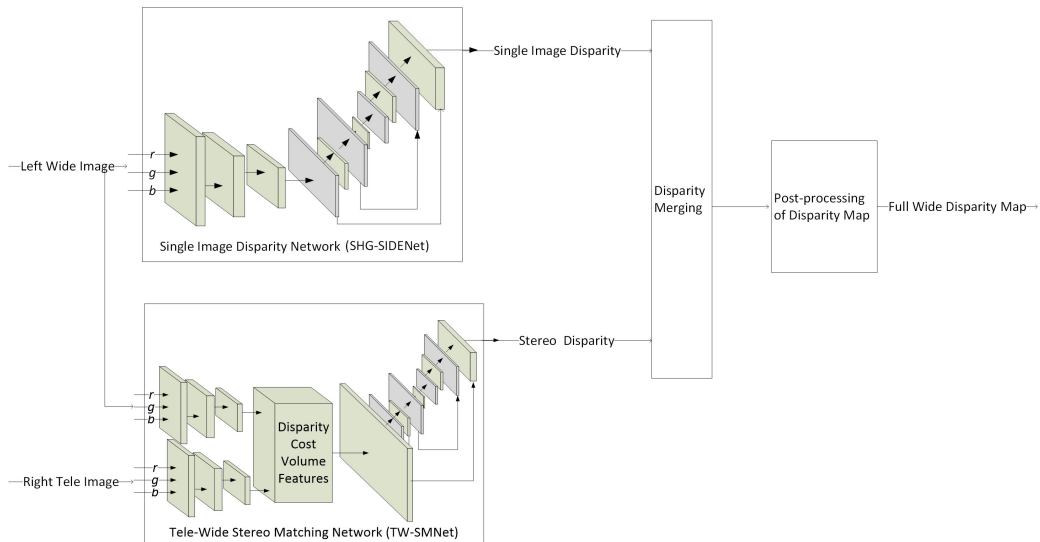 Left Wide Image
r
g
b
Single Image Disparity Network (SHG-SIDENet)
Single Image Disparity
Right Tele Image
r
g
b
r
g
b
Disparity
Cost
Volume
Features
Tele-Wide Stereo Matching Network (TW-SMNet)
Stereo Disparity
Disparity
Merging
Post-processing
of Disparity Map
Full Wide Disparity Map